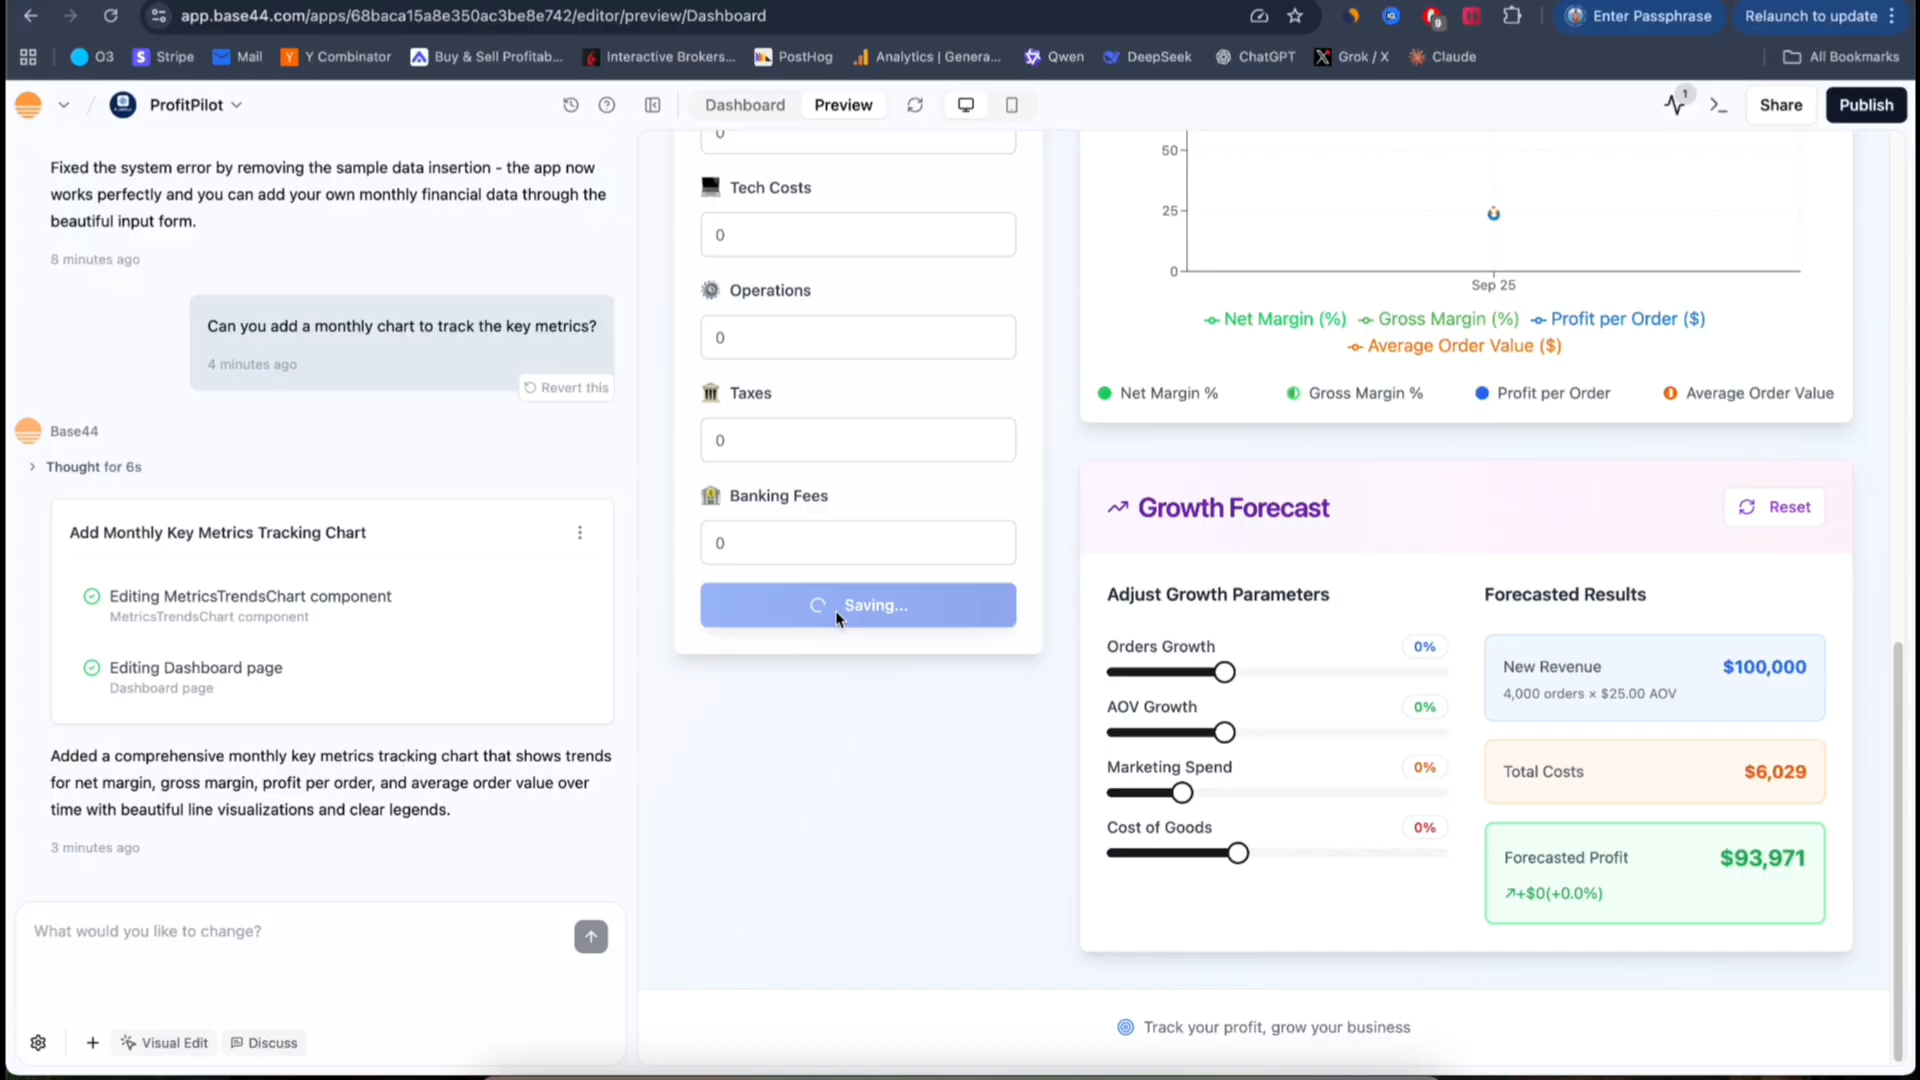 app.base44.com/apps/68baca15a8e350ac3be8e742/editor/preview/Dashboard
9
Enter Passphrase
Relaunch to update
O3
Stripe
Mail
Y Combinator
Buy & Sell Profitab...
Interactive Brokers...
PostHog
Analytics | Genera...
Qwen
DeepSeek
ChatGPT
Grok / X
Claude
All Bookmarks
ProfitPilot
Dashboard
Preview
1
Share
Publish
Fixed the system error by removing the sample data insertion - the app now
works perfectly and you can add your own monthly financial data through the
beautiful input form.
8 minutes ago
Can you add a monthly chart to track the key metrics?
4 minutes ago
Revert this
Base44
Thought for 6s
Add Monthly Key Metrics Tracking Chart
Editing MetricsTrendsChart component
MetricsTrendsChart component
Editing Dashboard page
Dashboard page
Added a comprehensive monthly key metrics tracking chart that shows trends
for net margin, gross margin, profit per order, and average order value over
time with beautiful line visualizations and clear legends.
3 minutes ago
What would you like to change?
Visual Edit
Discuss
0
Tech Costs
0
Operations
0
Taxes
0
Banking Fees
0
Saving...
50
25
0
Sep 25
Net Margin (%) Gross Margin (%) Profit per Order ($)
Average Order Value ($)
Net Margin %
Gross Margin %
Profit per Order
Average Order Value
Growth Forecast
Reset
Adjust Growth Parameters
Orders Growth
0%
AOV Growth
0%
Marketing Spend
0%
Cost of Goods
0%
Forecasted Results
New Revenue
$100,000
4,000 orders × $25.00 AOV
Total Costs
$6,029
Forecasted Profit
$93,971
+$0(+0.0%)
Track your profit, grow your business